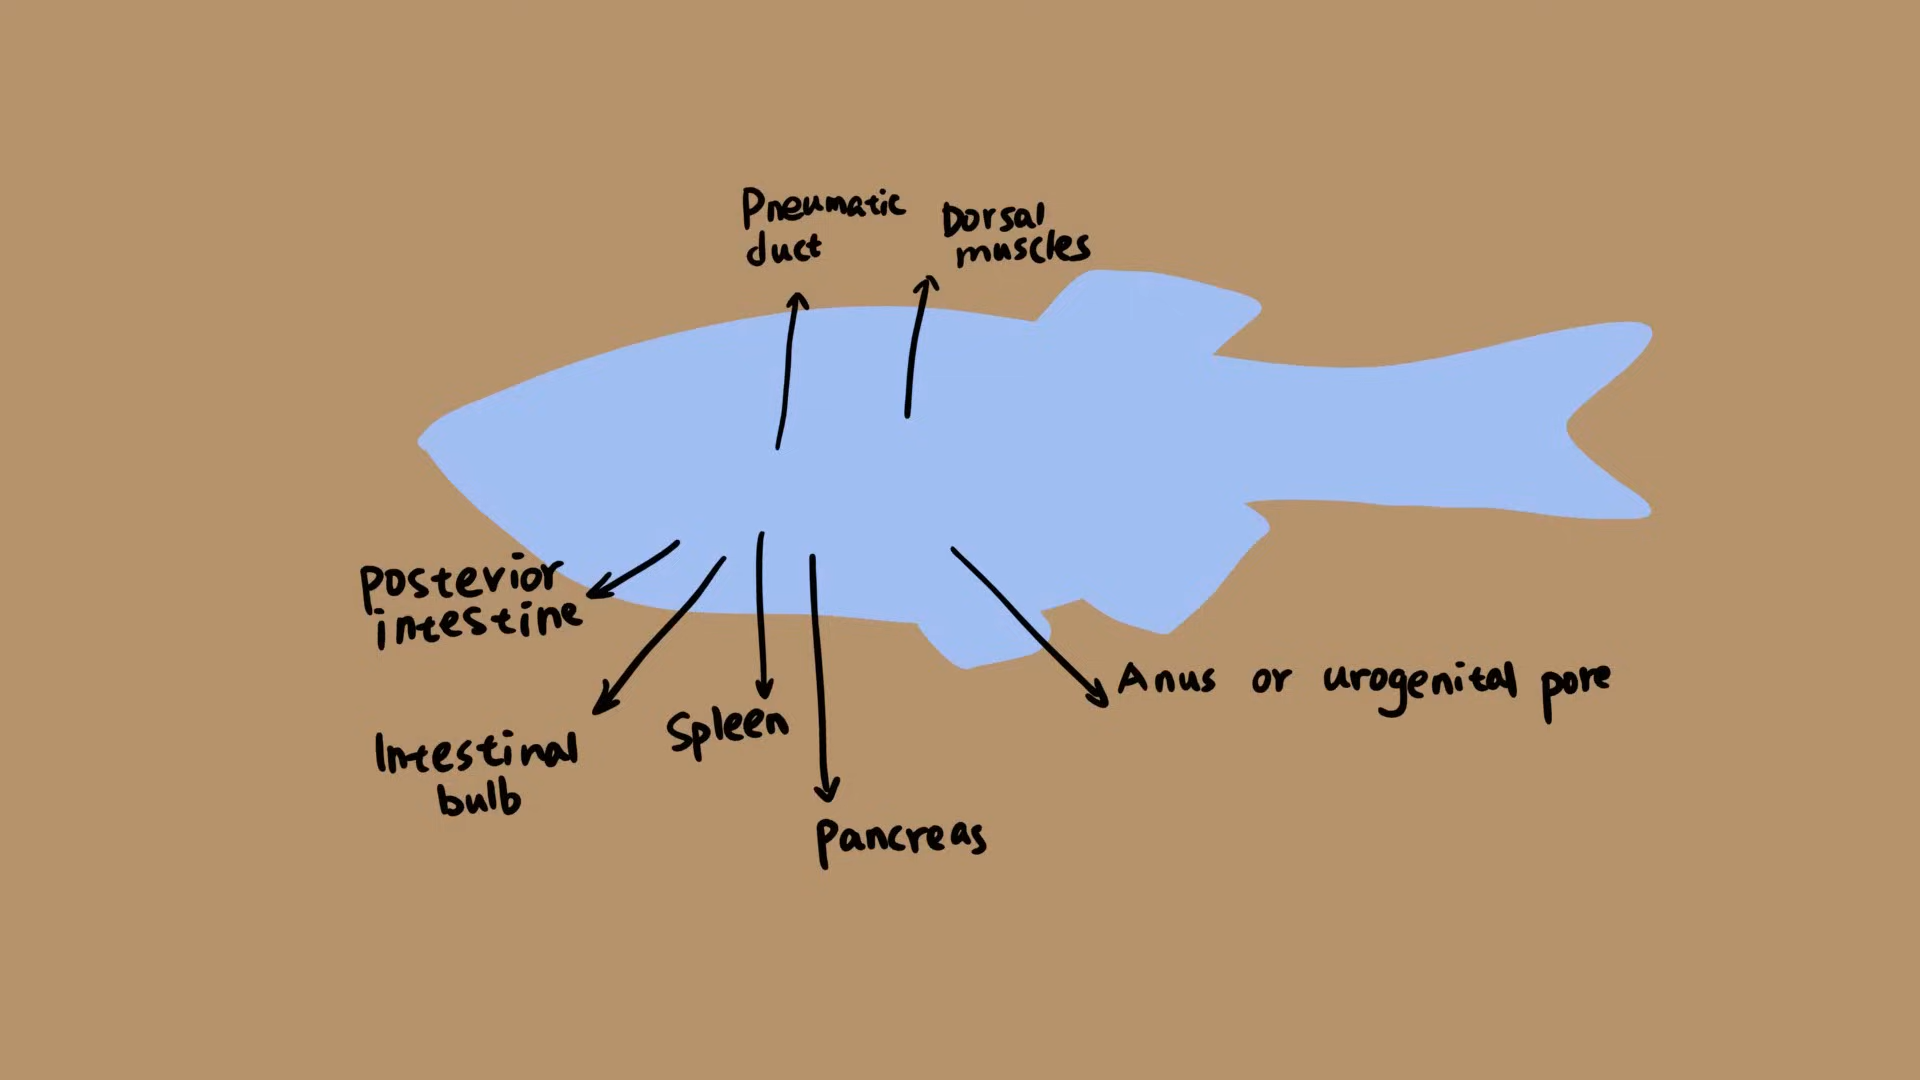 Pneumatic
duct
Dorsal
muscles
Posterior
intestine
Intestinal
bulb
Spleen
Pancreas
Anus or urogenital pore